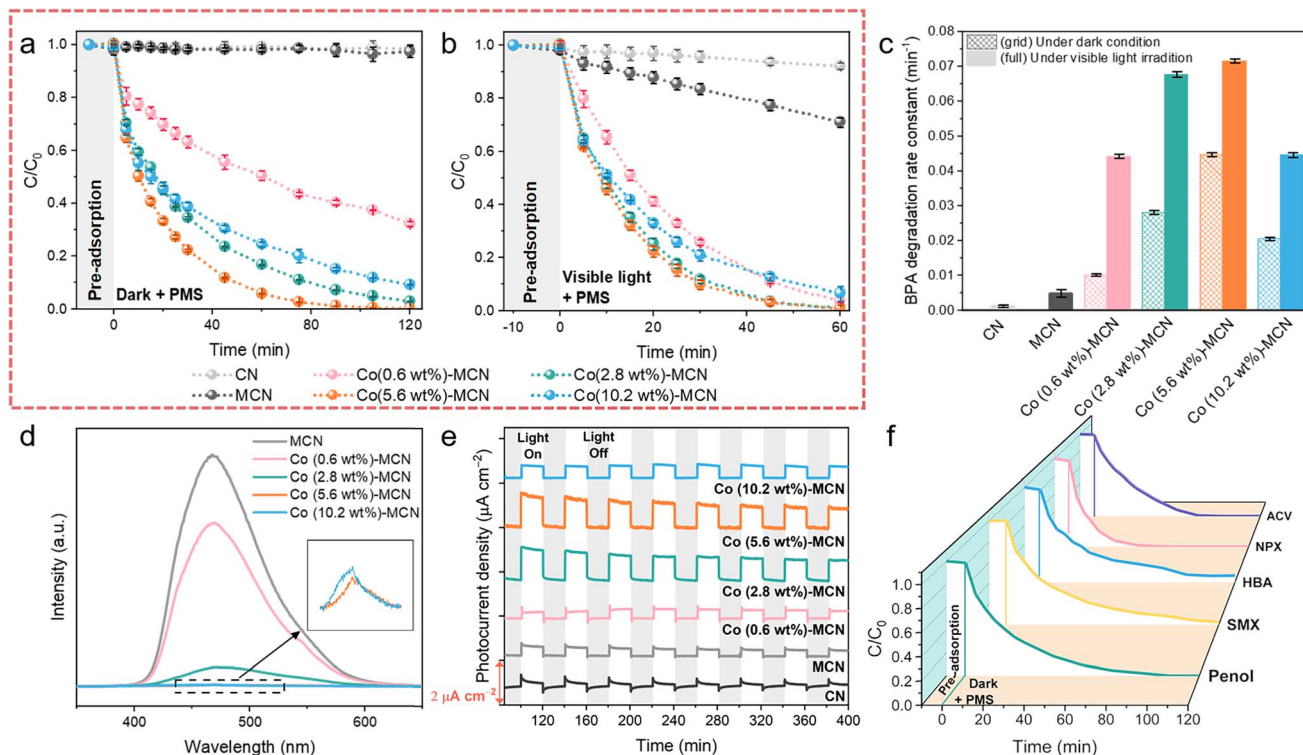 a
1.0
0.8
0.6
0.4
0.2
0.0
C/C0
Pre-adsorption
Dark + PMS
0
40
80
120
Time (min)
b
1.0
0.8
0.6
0.4
0.2
0.0
C/C0
Pre-adsorption
Visible light
+ PMS
-10
0
10
20
30
40
50
60
Time (min)
CN
Co(0.6 wt%)-MCN
Co(2.8 wt%)-MCN
MCN
Co(5.6 wt%)-MCN
Co(10.2 wt%)-MCN
c
BPA degradation rate constant (min⁻¹)
0.08
0.07
0.06
0.05
0.04
0.03
0.02
0.01
0.00
(grid) Under dark condition
(full) Under visible light irradition
CN
MCN
Co (0.6 wt%)-MCN
Co (2.8 wt%)-MCN
Co (5.6 wt%)-MCN
Co (10.2 wt%)-MCN
d
Intensity (a.u.)
MCN
Co (0.6 wt%)-MCN
Co (2.8 wt%)-MCN
Co (5.6 wt%)-MCN
Co (10.2 wt%)-MCN
400
500
600
Wavelength (nm)
e
Photocurrent density (μA cm⁻²)
Light
On
Light
Off
Co (10.2 wt%)-MCN
Co (5.6 wt%)-MCN
Co (2.8 wt%)-MCN
Co (0.6 wt%)-MCN
MCN
CN
2 μA cm⁻²
120
160
200
240
280
320
360
400
Time (min)
f
ACV
NPX
HBA
SMX
Penol
C/C0
1.0
0.8
0.6
0.4
0.2
0.0
Pre-adsorption
Dark
+ PMS
0
20
40
60
80
100
120
Time (min)